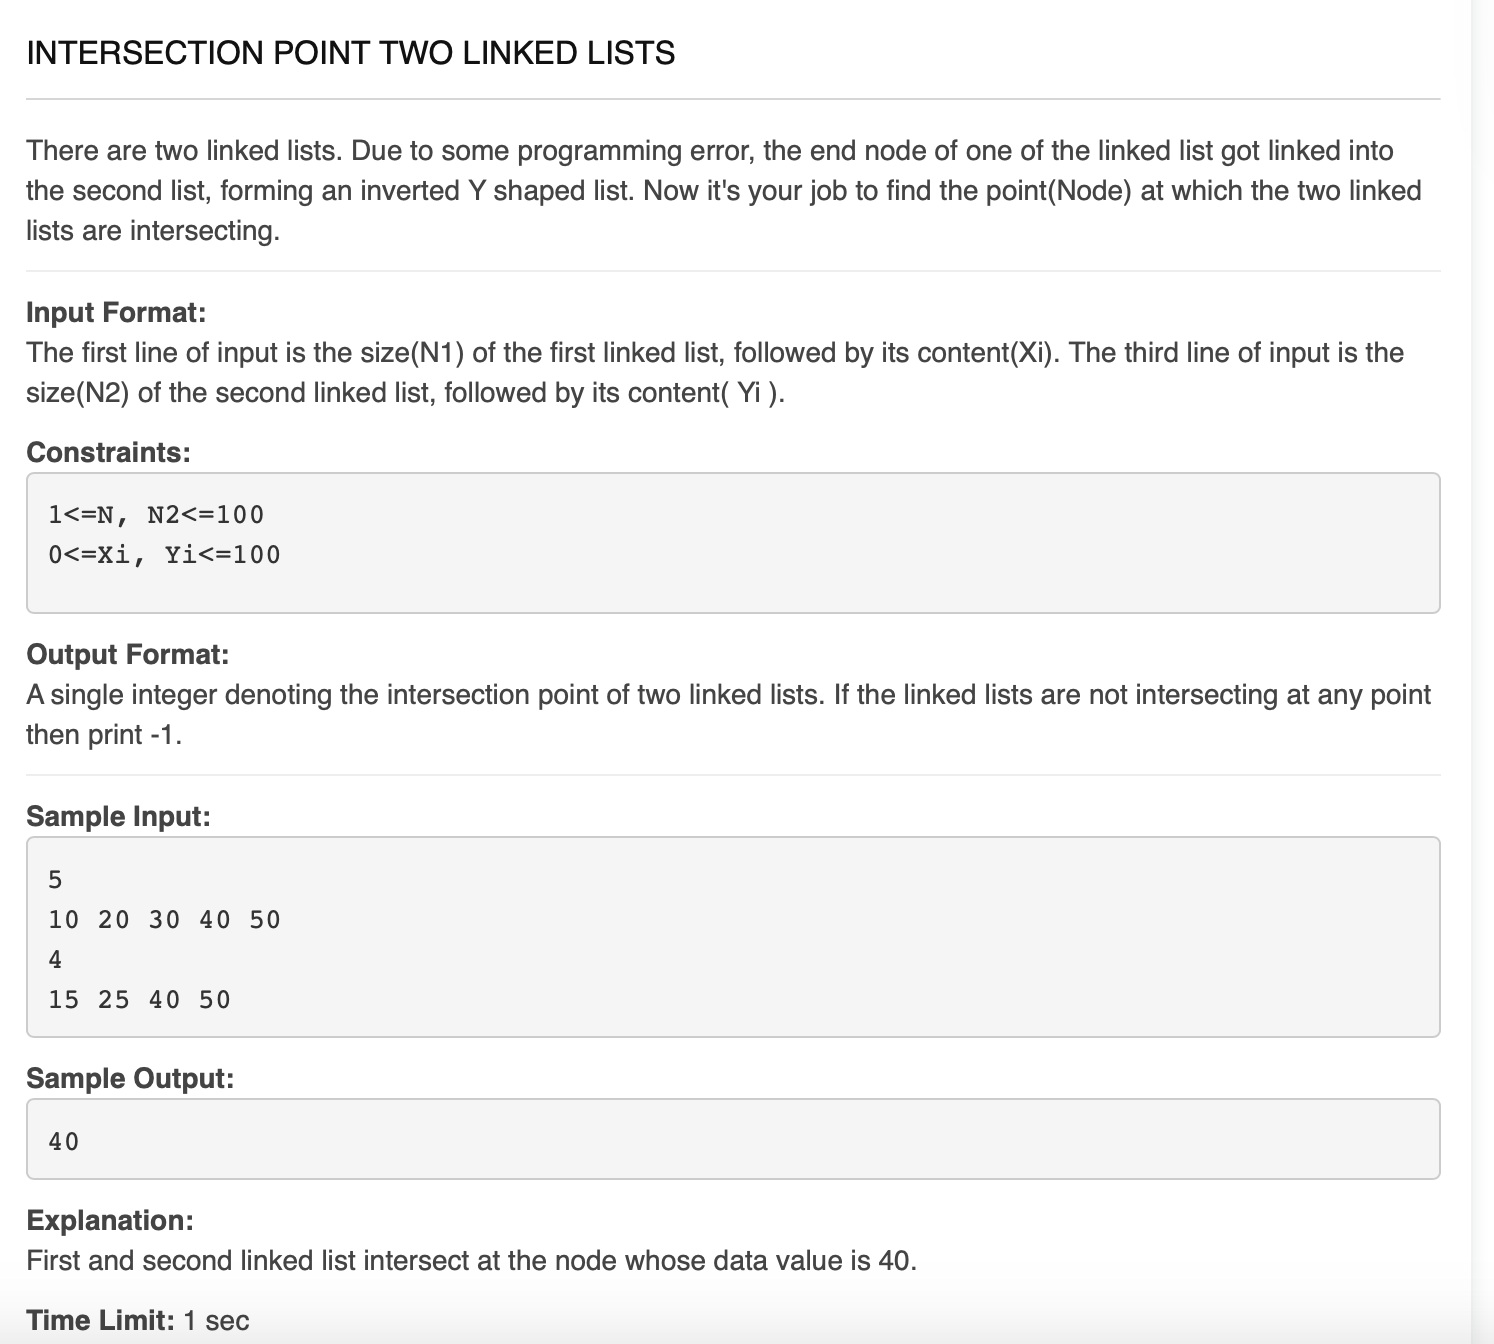 INTERSECTION POINT TWO LINKED LISTS
There are two linked lists. Due to some programming error, the end node of one of the linked list got linked into
the second list, forming an inverted Y shaped list. Now it's your job to find the point(Node) at which the two linked
lists are intersecting.
Input Format:
The first line of input is the size(N1) of the first linked list, followed by its content(Xi). The third line of input is the
size(N2) of the second linked list, followed by its content( Yi ).
Constraints:
1<=N, N2<=100
0<=Xi, Yi<=100
Output Format:
A single integer denoting the intersection point of two linked lists. If the linked lists are not intersecting at any point
then print -1.
Sample Input:
5
10 20 30 40 50
4
15 25 40 50
Sample Output:
40
Explanation:
First and second linked list intersect at the node whose data value is 40.
Time Limit: 1 sec